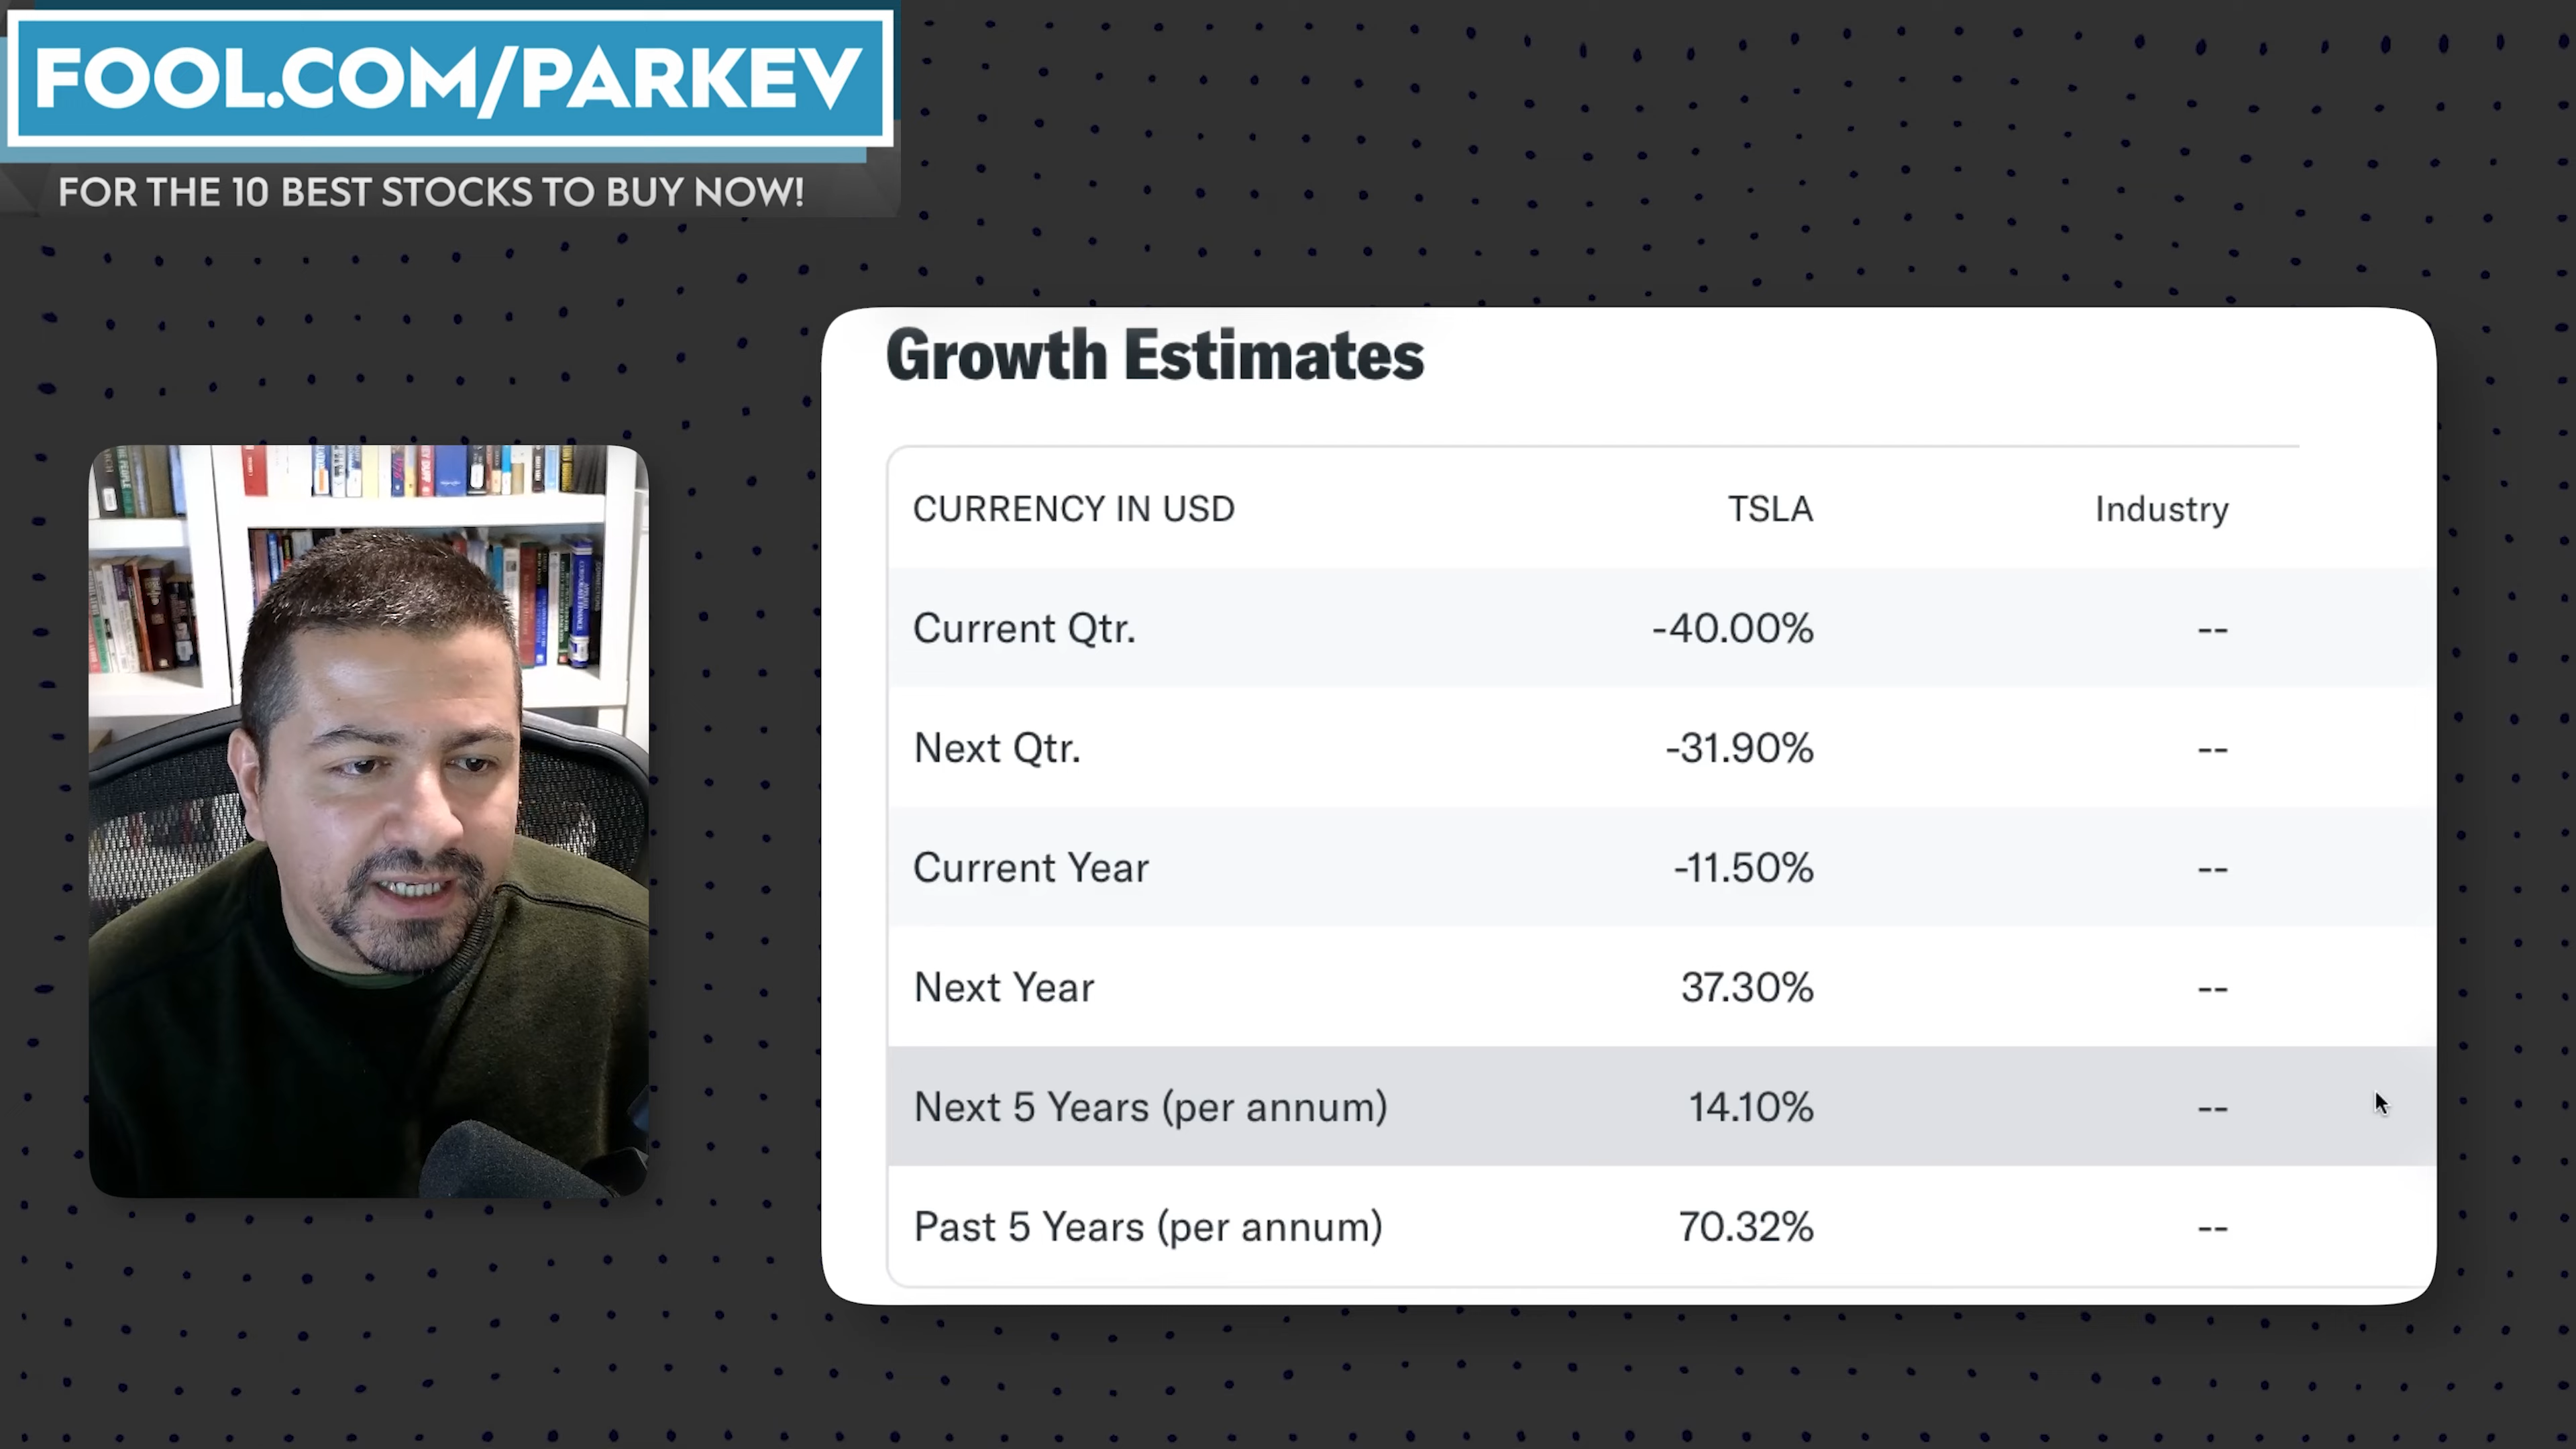 FOOL.COM/PARKEV
FOR THE 10 BEST STOCKS TO BUY NOW!
Growth Estimates
CURRENCY IN USD TSLA Industry
Current Qtr. -40.00% --
Next Qtr. -31.90% --
Current Year -11.50% --
Next Year 37.30% --
Next 5 Years (per annum) 14.10% --
Past 5 Years (per annum) 70.32% --